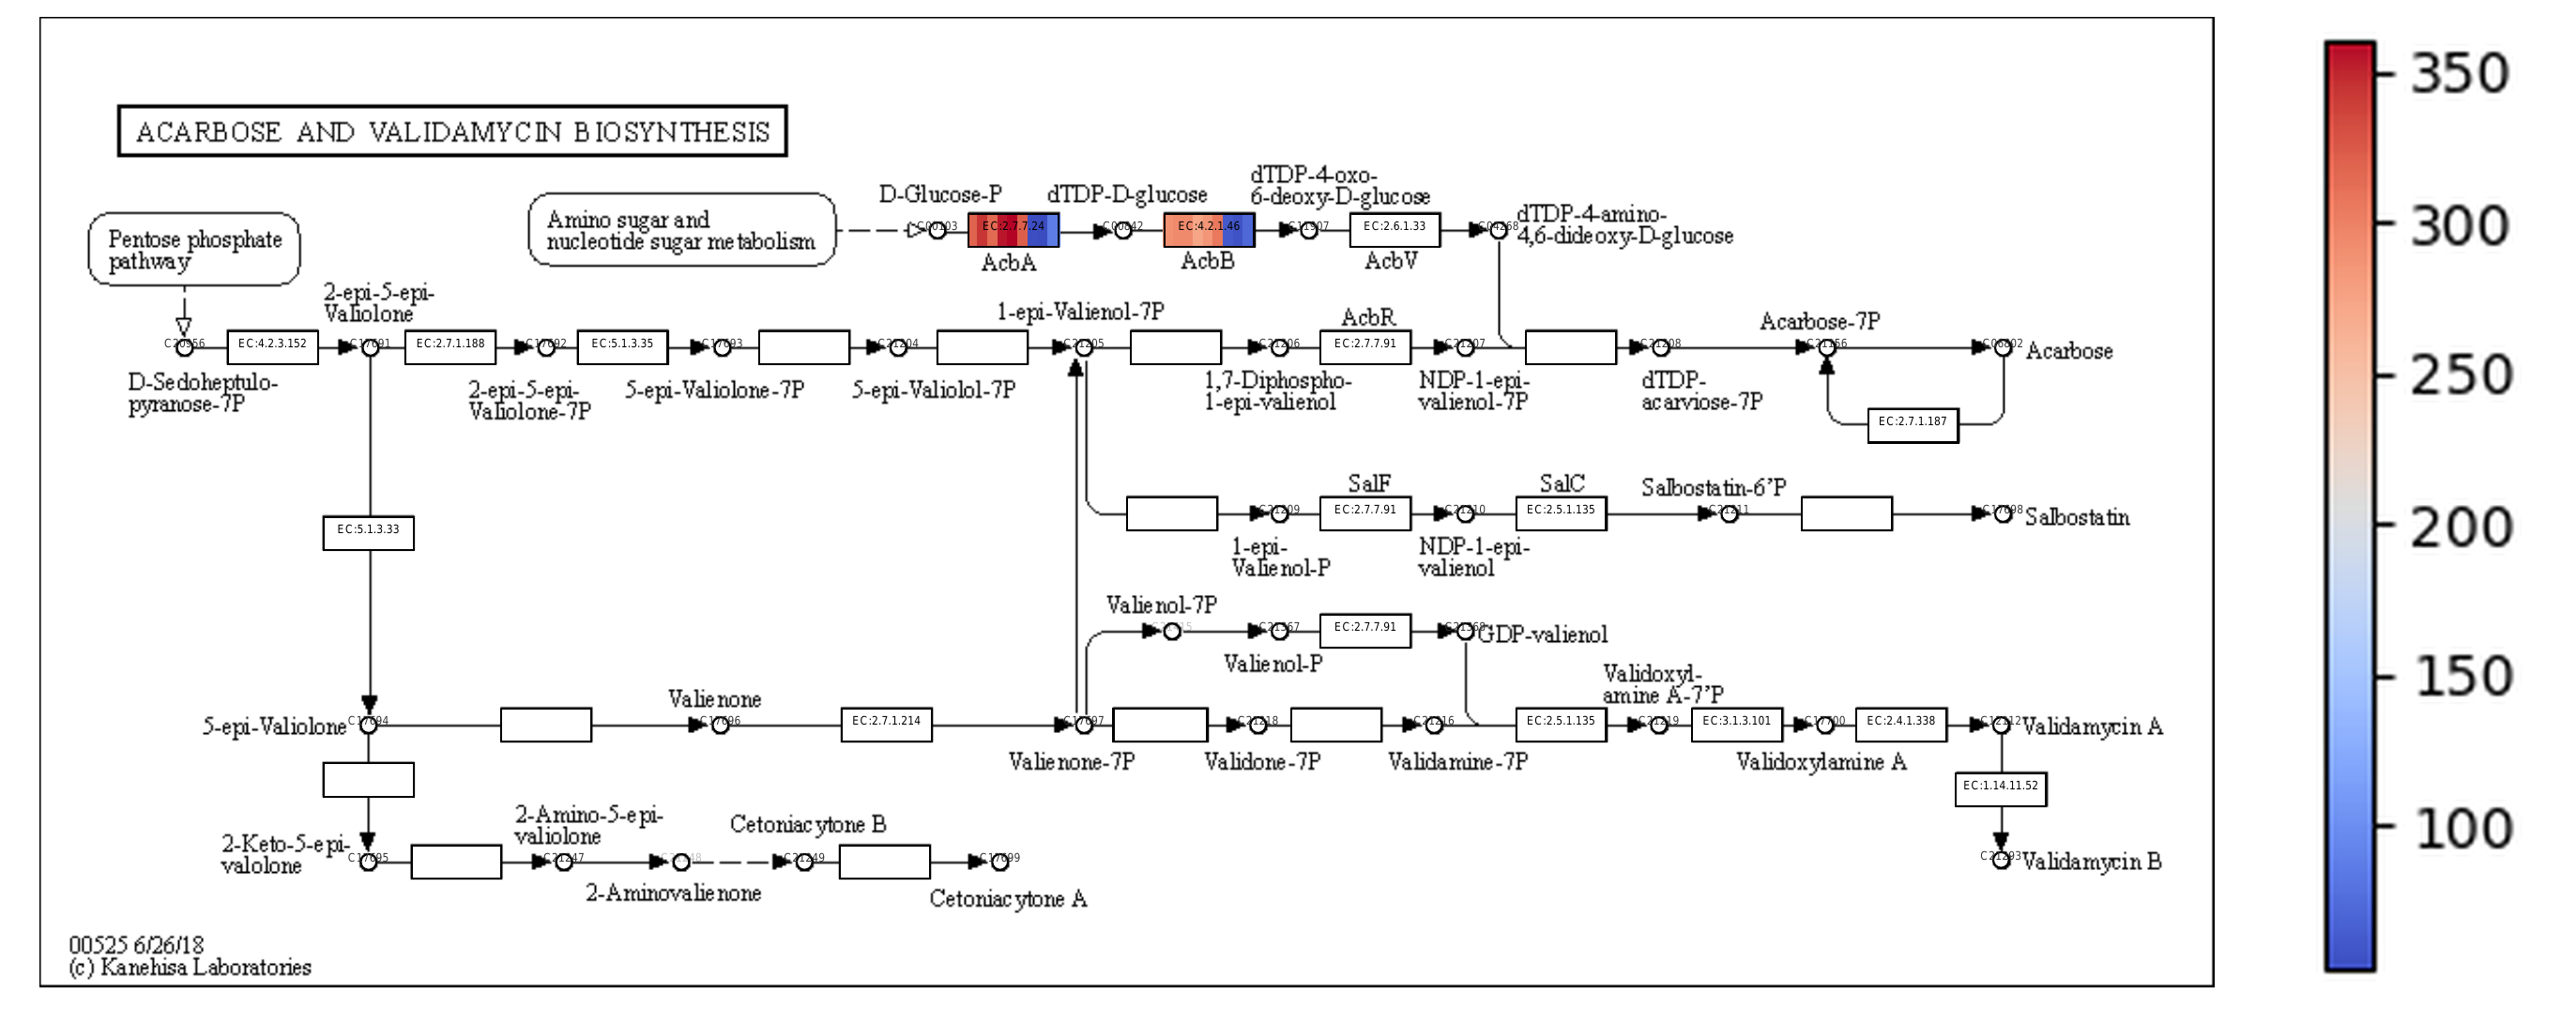 ACARBOSE AND VALIDAMYCIN BIOSYNTHESIS
Pentose phosphate
pathway
Amino sugar and
nucleotide sugar metabolism
D-Glucose-P
dTDP-D-glucose
dTDP-4-oxo-
6-deoxy-D-glucose
C00103
EC:2.7.7.24
C00842
EC:4.2.1.46
C11907
EC:2.6.1.33
C04268
dTDP-4-amino-
4,6-dideoxy-D-glucose
AcbA
AcbB
AcbV
2-epi-5-epi-
Valiolone
1-epi-Valienol-7P
AcbR
Acarbose-7P
C20956
EC:4.2.3.152
C17691
EC:2.7.1.188
C17692
EC:5.1.3.35
C17693
C21204
C21205
C21206
EC:2.7.7.91
C21207
C21208
C21156
C06802
Acarbose
D-Sedoheptulo-
pyranose-7P
2-epi-5-epi-
Valiolone-7P
5-epi-Valiolone-7P
5-epi-Valiolol-7P
1,7-Diphospho-
1-epi-valienol
NDP-1-epi-
valienol-7P
dTDP-
acarviose-7P
EC:2.7.1.187
SalF
SalC
Salbostatin-6'P
C21209
EC:2.7.7.91
C21210
EC:2.5.1.135
C21211
C17698
Salbostatin
1-epi-
Valienol-P
NDP-1-epi-
valienol
EC:5.1.3.33
Valienol-7P
C21367
EC:2.7.7.91
GDP-valienol
Valienol-P
Valienone
Validoxyl-
amine A-7'P
5-epi-Valiolone
C17694
C17696
EC:2.7.1.214
C17697
C21218
C21216
EC:2.5.1.135
C21219
EC:3.1.3.101
C17700
EC:2.4.1.338
C12112
Validamycin A
Valienone-7P
Validone-7P
Validamine-7P
Validoxylamine A
EC:1.14.11.52
2-Keto-5-epi-
valolone
C17695
2-Amino-5-epi-
valiolone
C21247
2-Aminovalienone
Cetoniacytone B
C21249
C17699
Cetoniacytone A
C21293
Validamycin B
00525 6/26/18
(c) Kanehisa Laboratories
350
300
250
200
150
100